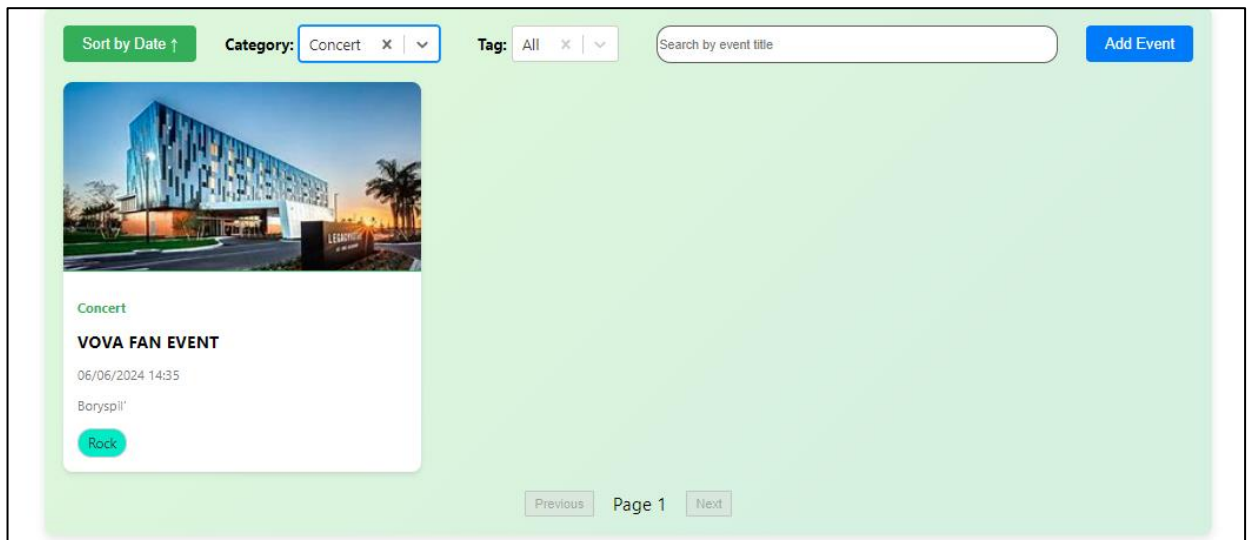 Sort by Date ↑ Category: Concert × Tag: All × Search by event title Add Event
Concert
VOVA FAN EVENT
06/06/2024 14:35
Boryspil'
Rock
Previous Page 1 Next